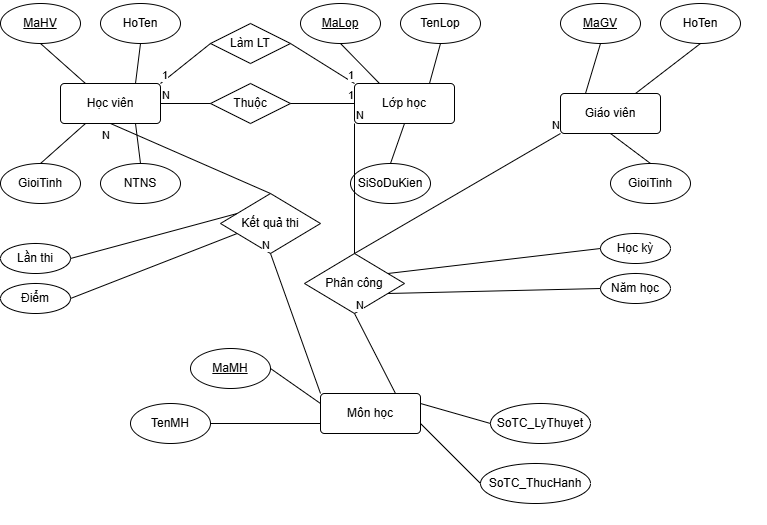 MaHV
HoTen
Làm LT
MaLop
TenLop
MaGV
HoTen
1
1
Học viên
N
Thuộc
1
Lớp học
N
Giáo viên
N
N
GioiTinh
NTNS
SiSoDuKien
GioiTinh
Kết quả thi
N
Lần thi
Học kỳ
Phân công
Điểm
Năm học
N
MaMH
Môn học
TenMH
SoTC_LyThuyet
SoTC_ThucHanh